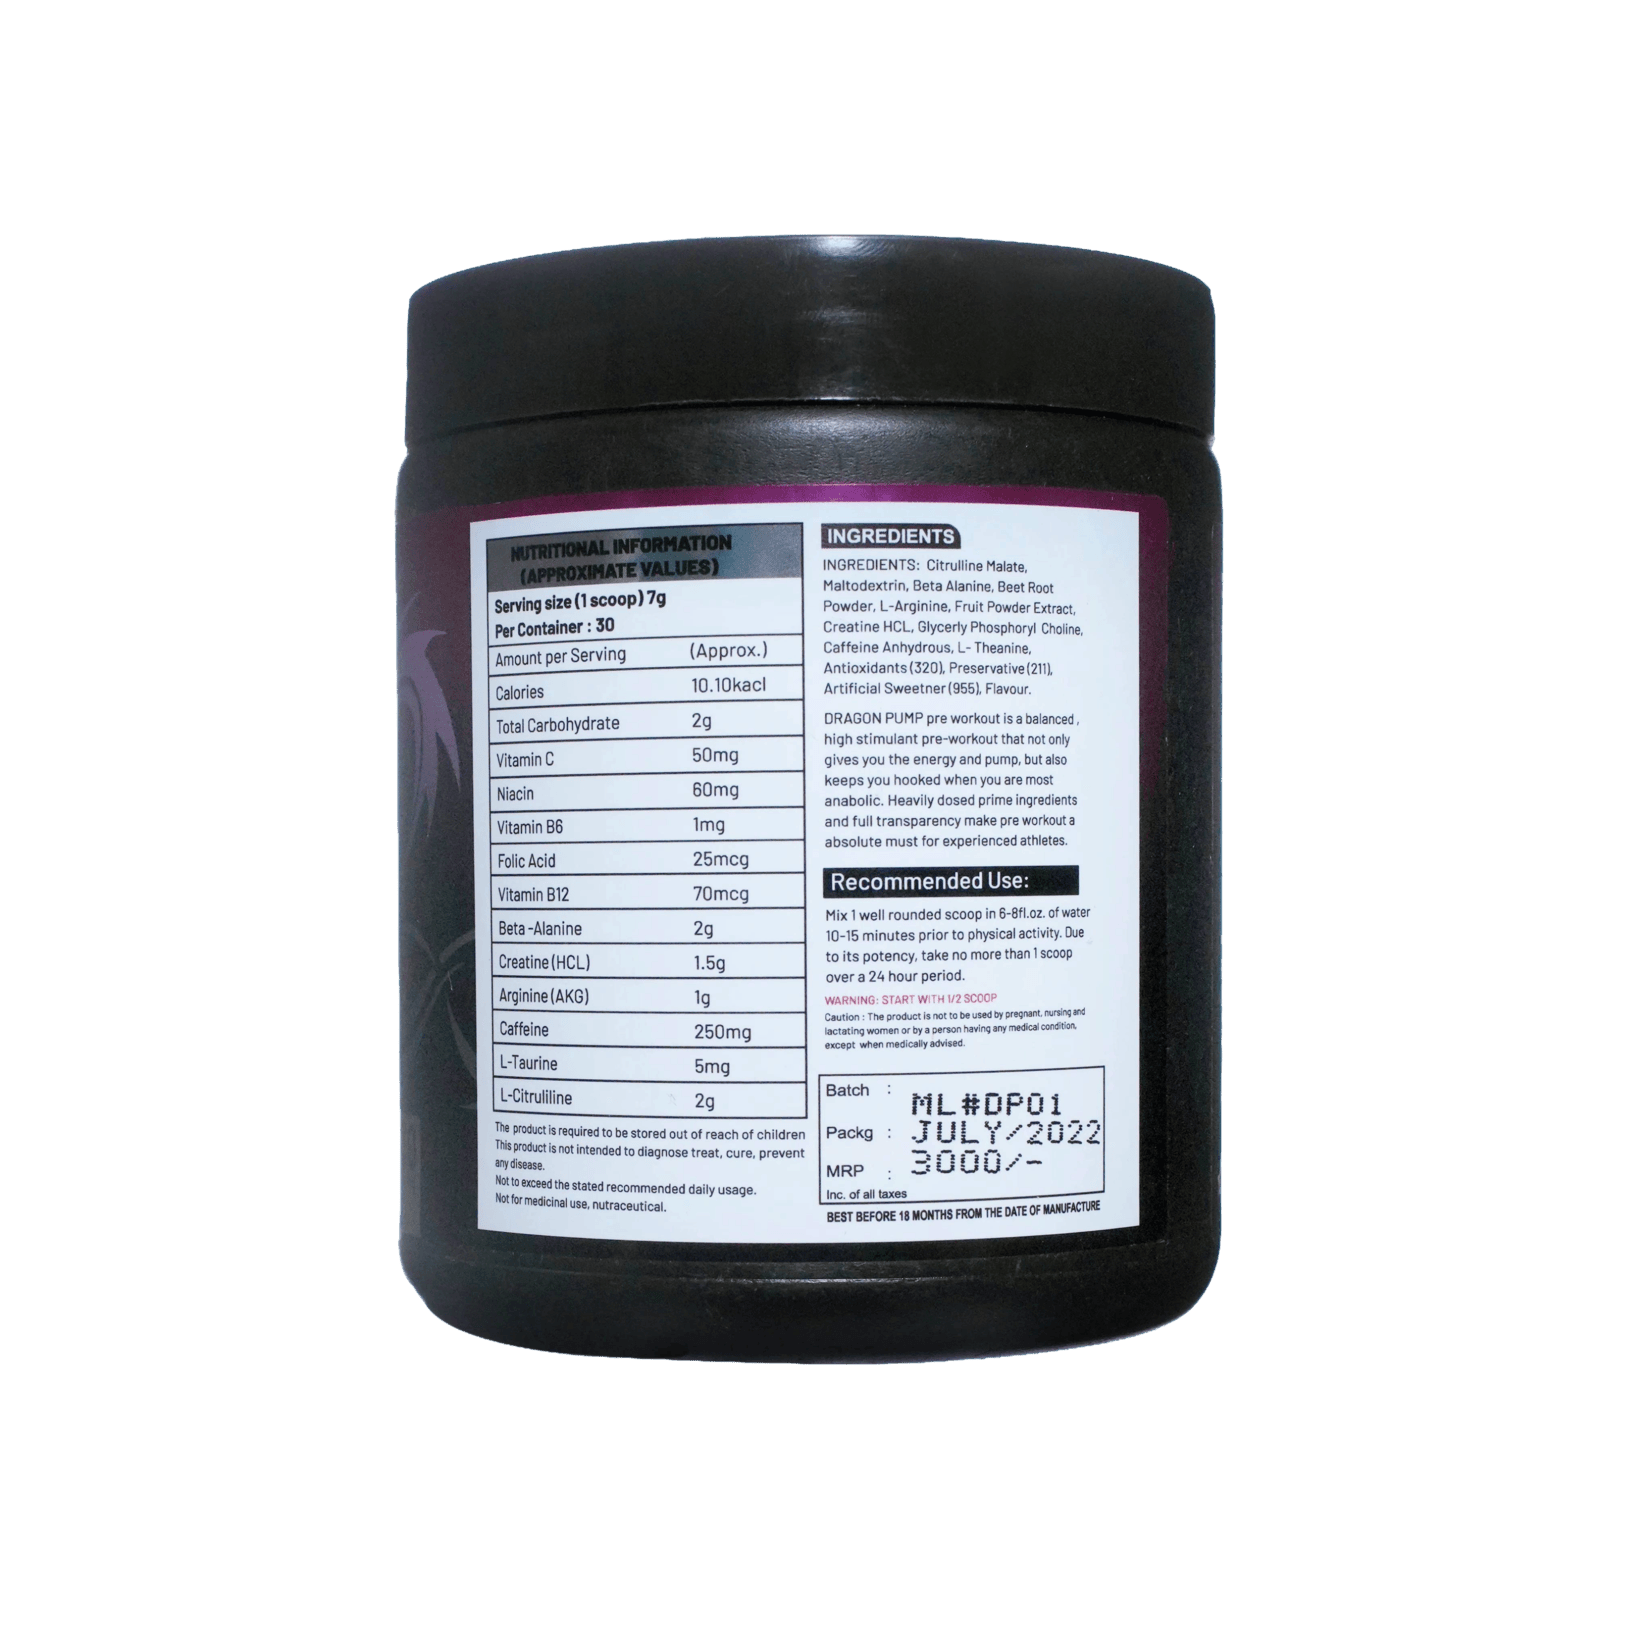 NUTRITIONAL INFORMATION
(APPROXIMATE VALUES)
Serving size (1 scoop) 7g
Per Container : 30
Amount per Serving (Approx.)
Calories 10.10kacl
Total Carbohydrate 2g
Vitamin C 50mg
Niacin 60mg
Vitamin B6 1mg
Folic Acid 25mcg
Vitamin B12 70mcg
Beta -Alanine 2g
Creatine (HCL) 1.5g
Arginine (AKG) 1g
Caffeine 250mg
L-Taurine 5mg
L-Citruliline 2g
The product is required to be stored out of reach of children
This product is not intended to diagnose treat, cure, prevent
any disease.
Not to exceed the stated recommended daily usage.
Not for medicinal use, nutraceutical.
INGREDIENTS
INGREDIENTS: Citrulline Malate,
Maltodextrin, Beta Alanine, Beet Root
Powder, L-Arginine, Fruit Powder Extract,
Creatine HCL, Glycerly Phosphoryl Choline,
Caffeine Anhydrous, L- Theanine,
Antioxidants (320), Preservative (211),
Artificial Sweetner (955), Flavour.
DRAGON PUMP pre workout is a balanced ,
high stimulant pre-workout that not only
gives you the energy and pump, but also
keeps you hooked when you are most
anabolic. Heavily dosed prime ingredients
and full transparency make pre workout a
absolute must for experienced athletes.
Recommended Use:
Mix 1 well rounded scoop in 6-8fl.oz. of water
10-15 minutes prior to physical activity. Due
to its potency, take no more than 1 scoop
over a 24 hour period.
WARNING: START WITH 1/2 SCOOP
Caution : The product is not to be used by pregnant, nursing and
lactating women or by a person having any medical condition,
except when medically advised.
Batch : ML#DP01
Packg : JULY/2022
MRP : 3000/-
Inc. of all taxes
BEST BEFORE 18 MONTHS FROM THE DATE OF MANUFACTURE